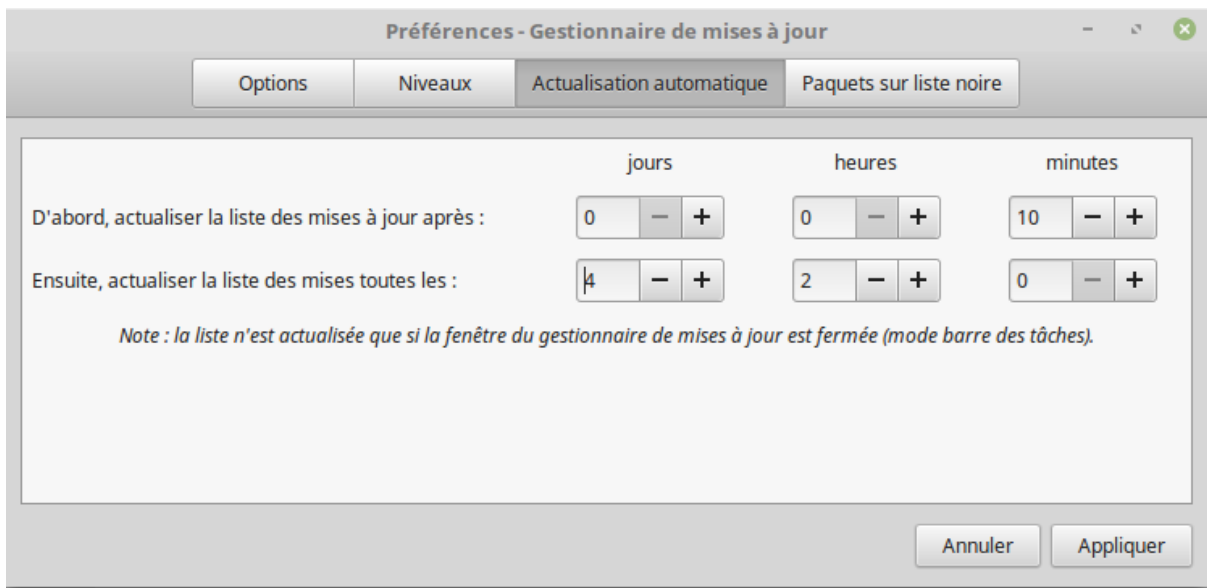 Préférences - Gestionnaire de mises à jour
Options Niveaux Actualisation automatique Paquets sur liste noire
jours heures minutes
D'abord, actualiser la liste des mises à jour après : 0 − + 0 − + 10 − +
Ensuite, actualiser la liste des mises toutes les : 4 − + 2 − + 0 − +
Note : la liste n'est actualisée que si la fenêtre du gestionnaire de mises à jour est fermée (mode barre des tâches).
Annuler Appliquer